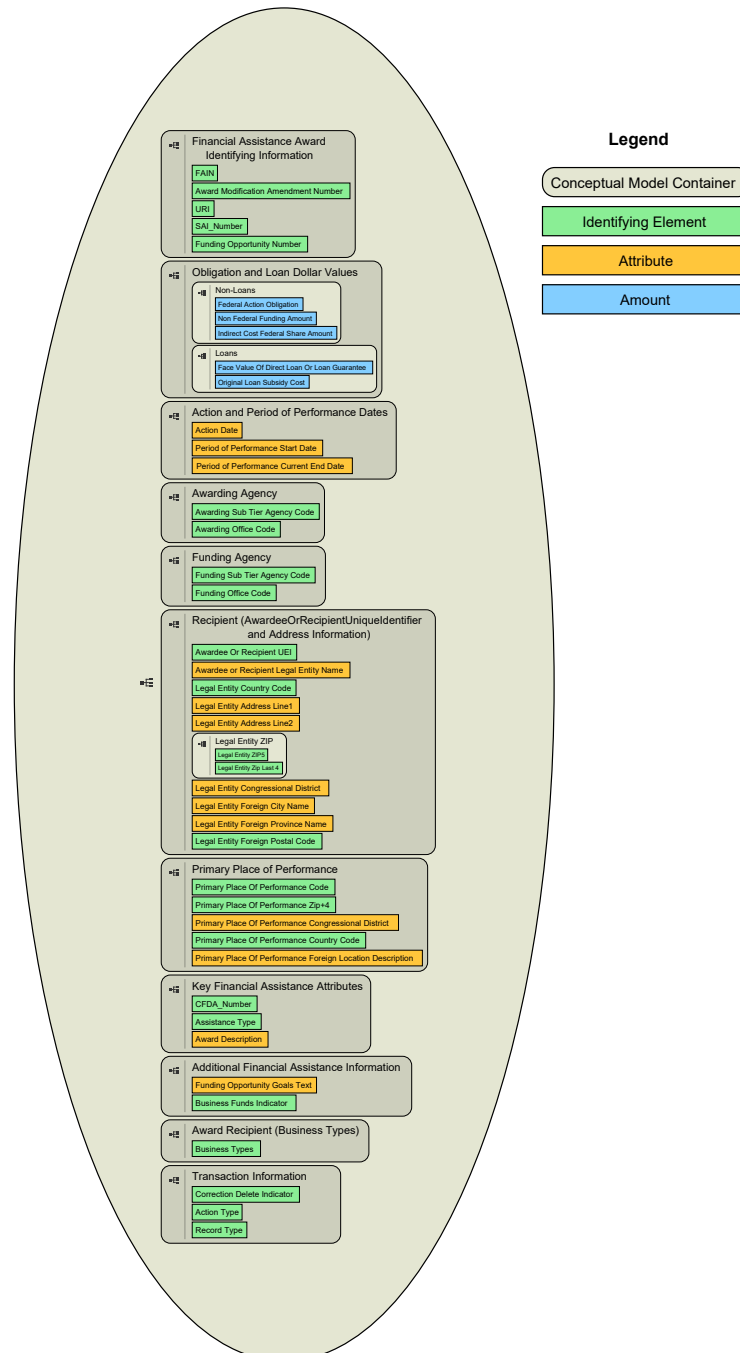 Legend
Conceptual Model Container
Identifying Element
Attribute
Amount
Financial Assistance Award
Identifying Information
FAIN
Award Modification Amendment Number
URI
SAI_Number
Funding Opportunity Number
Obligation and Loan Dollar Values
Non-Loans
Federal Action Obligation
Non Federal Funding Amount
Indirect Cost Federal Share Amount
Loans
Face Value Of Direct Loan Or Loan Guarantee
Original Loan Subsidy Cost
Action and Period of Performance Dates
Action Date
Period of Performance Start Date
Period of Performance Current End Date
Awarding Agency
Awarding Sub Tier Agency Code
Awarding Office Code
Funding Agency
Funding Sub Tier Agency Code
Funding Office Code
Recipient (AwardeeOrRecipientUniqueIdentifier
and Address Information)
Awardee Or Recipient UEI
Awardee or Recipient Legal Entity Name
Legal Entity Country Code
Legal Entity Address Line1
Legal Entity Address Line2
Legal Entity ZIP
Legal Entity ZIP5
Legal Entity Zip Last 4
Legal Entity Congressional District
Legal Entity Foreign City Name
Legal Entity Foreign Province Name
Legal Entity Foreign Postal Code
Primary Place of Performance
Primary Place Of Performance Code
Primary Place Of Performance Zip+4
Primary Place Of Performance Congressional District
Primary Place Of Performance Country Code
Primary Place Of Performance Foreign Location Description
Key Financial Assistance Attributes
CFDA_Number
Assistance Type
Award Description
Additional Financial Assistance Information
Funding Opportunity Goals Text
Business Funds Indicator
Award Recipient (Business Types)
Business Types
Transaction Information
Correction Delete Indicator
Action Type
Record Type